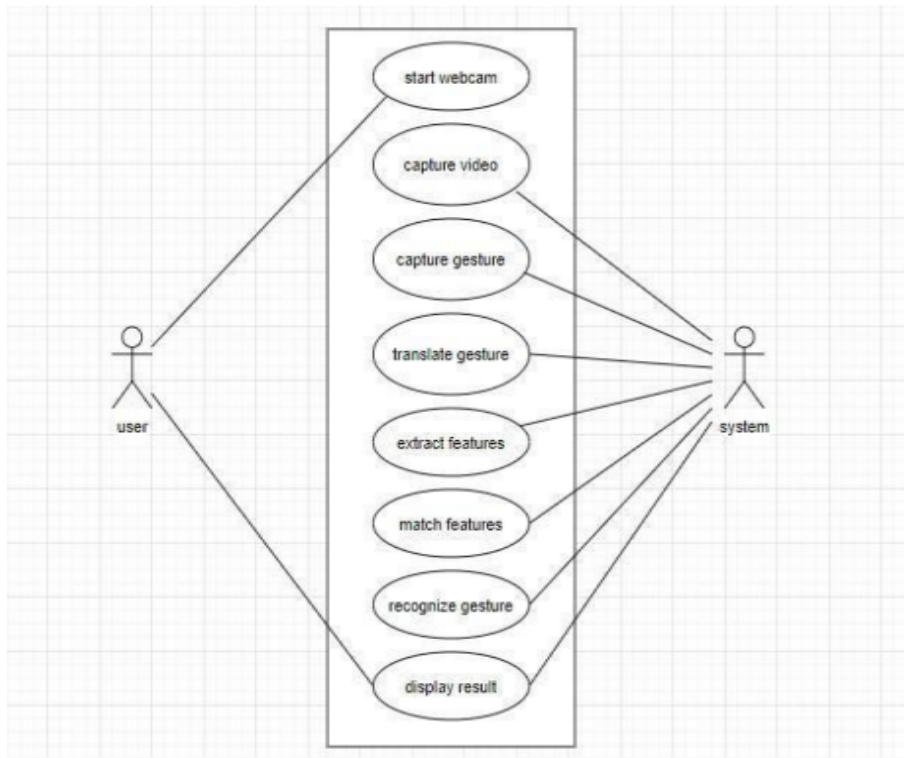 start webcam
capture video
capture gesture
translate gesture
user
system
extract features
match features
recognize gesture
display result